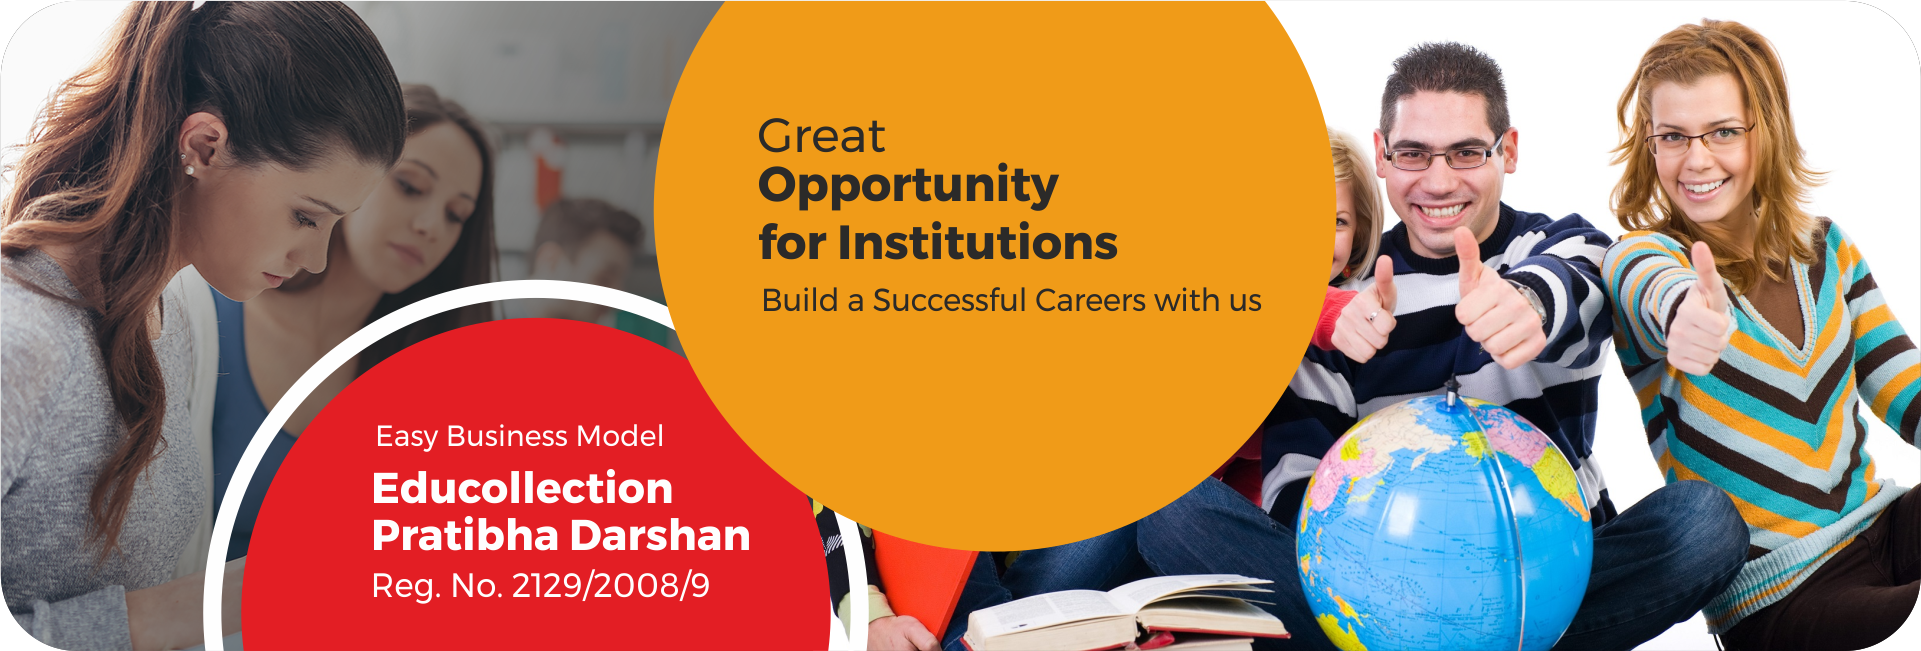 Great
Opportunity
for Institutions
Build a Successful Careers with us
Easy Business Model
Educollection
Pratibha Darshan
Reg. No. 2129/2008/9